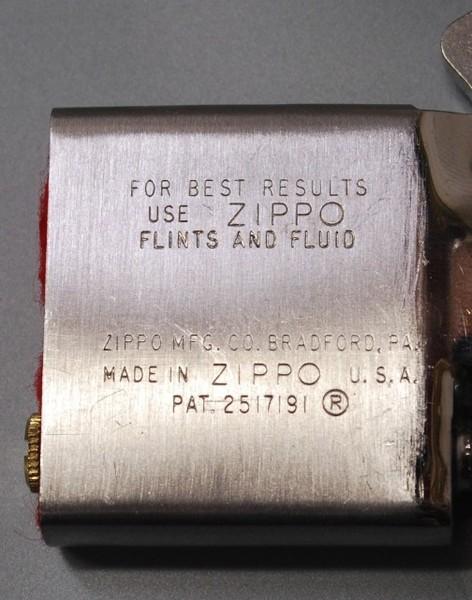 FOR BEST RESULTS
USE ZIPPO
FLINTS AND FLUID
ZIPPO MFG. CO. BRADFORD, PA.
MADE IN ZIPPO U.S.A.
PAT. 2517191 ®